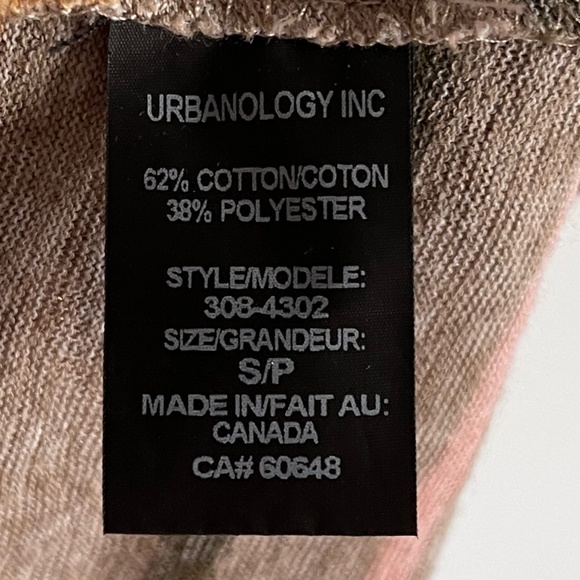 URBANOLOGY INC
62% COTTON/COTON
38% POLYESTER
STYLE/MODELE:
308-4302
SIZE/GRANDEUR:
S/P
MADE IN/FAIT AU:
CANADA
CA# 60648